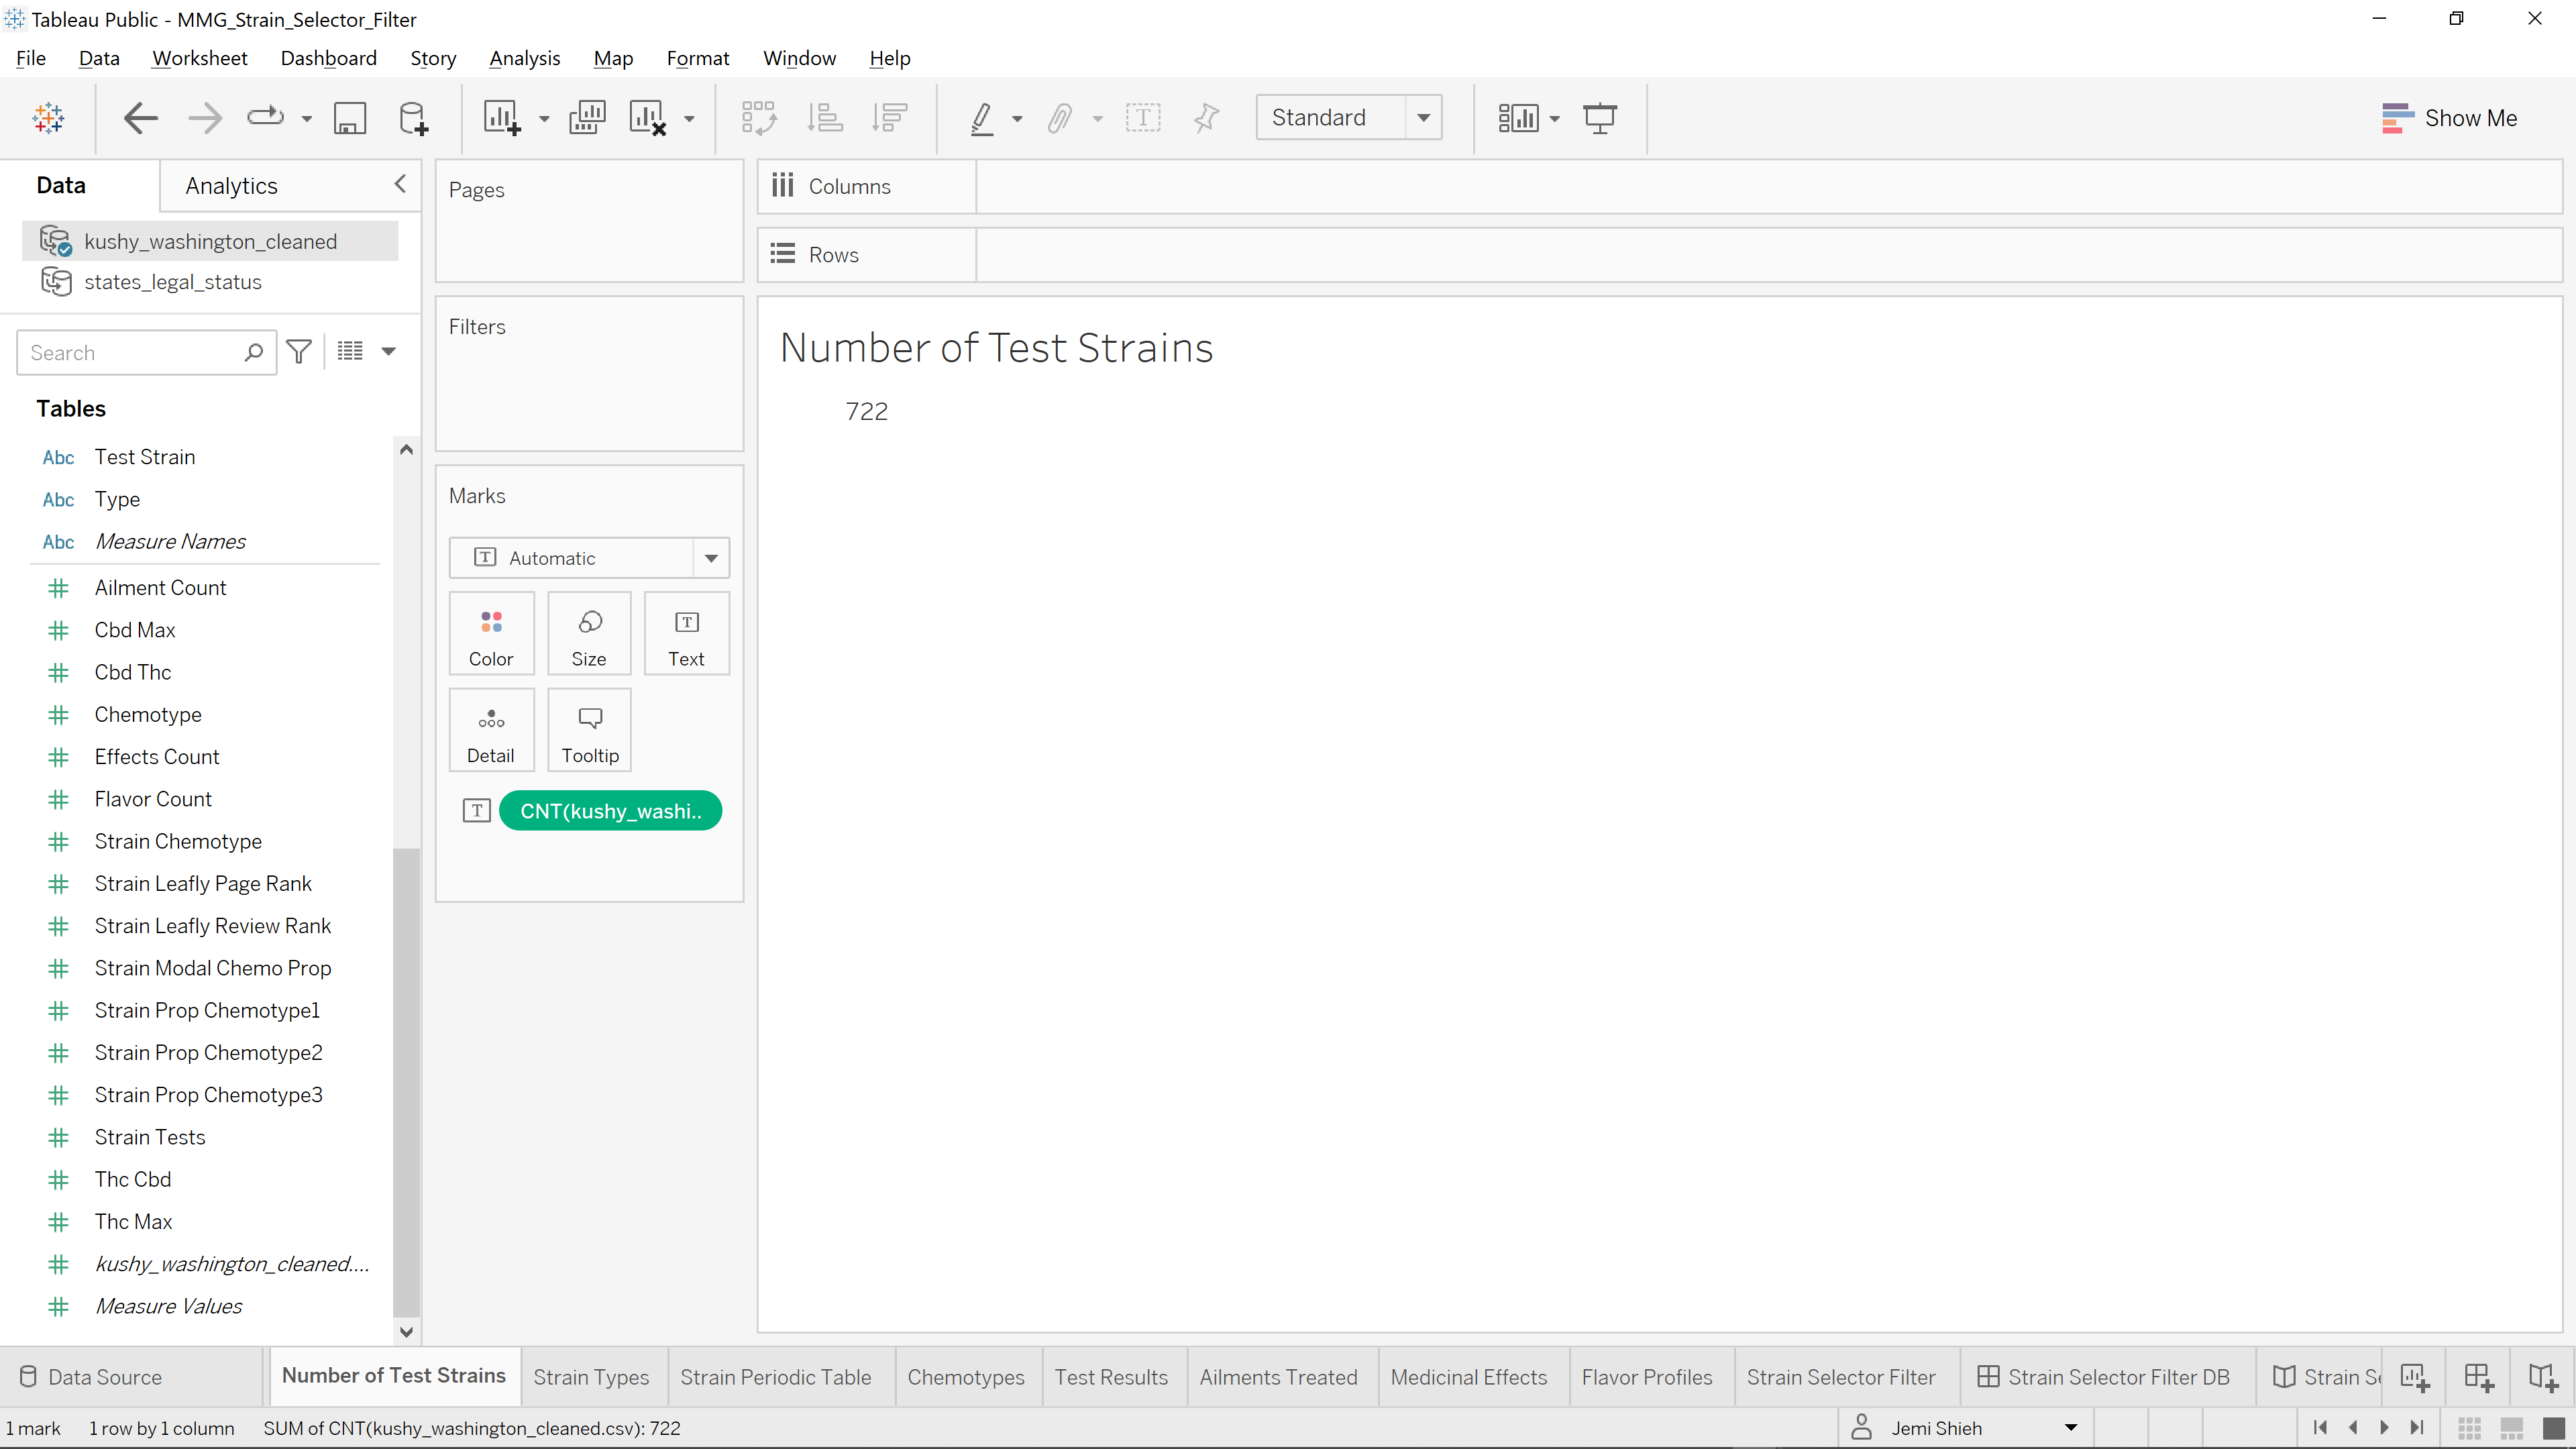 Tableau Public - MMG_Strain_Selector_Filter
File Data Worksheet Dashboard Story Analysis Map Format Window Help
Standard
Show Me
Data Analytics
kushy_washington_cleaned
states_legal_status
Search
Tables
Abc Test Strain
Abc Type
Abc Measure Names
Ailment Count
Cbd Max
Cbd Thc
Chemotype
Effects Count
Flavor Count
Strain Chemotype
Strain Leafly Page Rank
Strain Leafly Review Rank
Strain Modal Chemo Prop
Strain Prop Chemotype1
Strain Prop Chemotype2
Strain Prop Chemotype3
Strain Tests
Thc Cbd
Thc Max
kushy_washington_cleaned....
Measure Values
Pages
Filters
Marks
Automatic
Color Size Text
Detail Tooltip
CNT(kushy_washi..
Columns
Rows
Number of Test Strains
722
Data Source Number of Test Strains Strain Types Strain Periodic Table Chemotypes Test Results Ailments Treated Medicinal Effects Flavor Profiles Strain Selector Filter Strain Selector Filter DB Strain Se
1 mark 1 row by 1 column SUM of CNT(kushy_washington_cleaned.csv): 722 Jemi Shieh